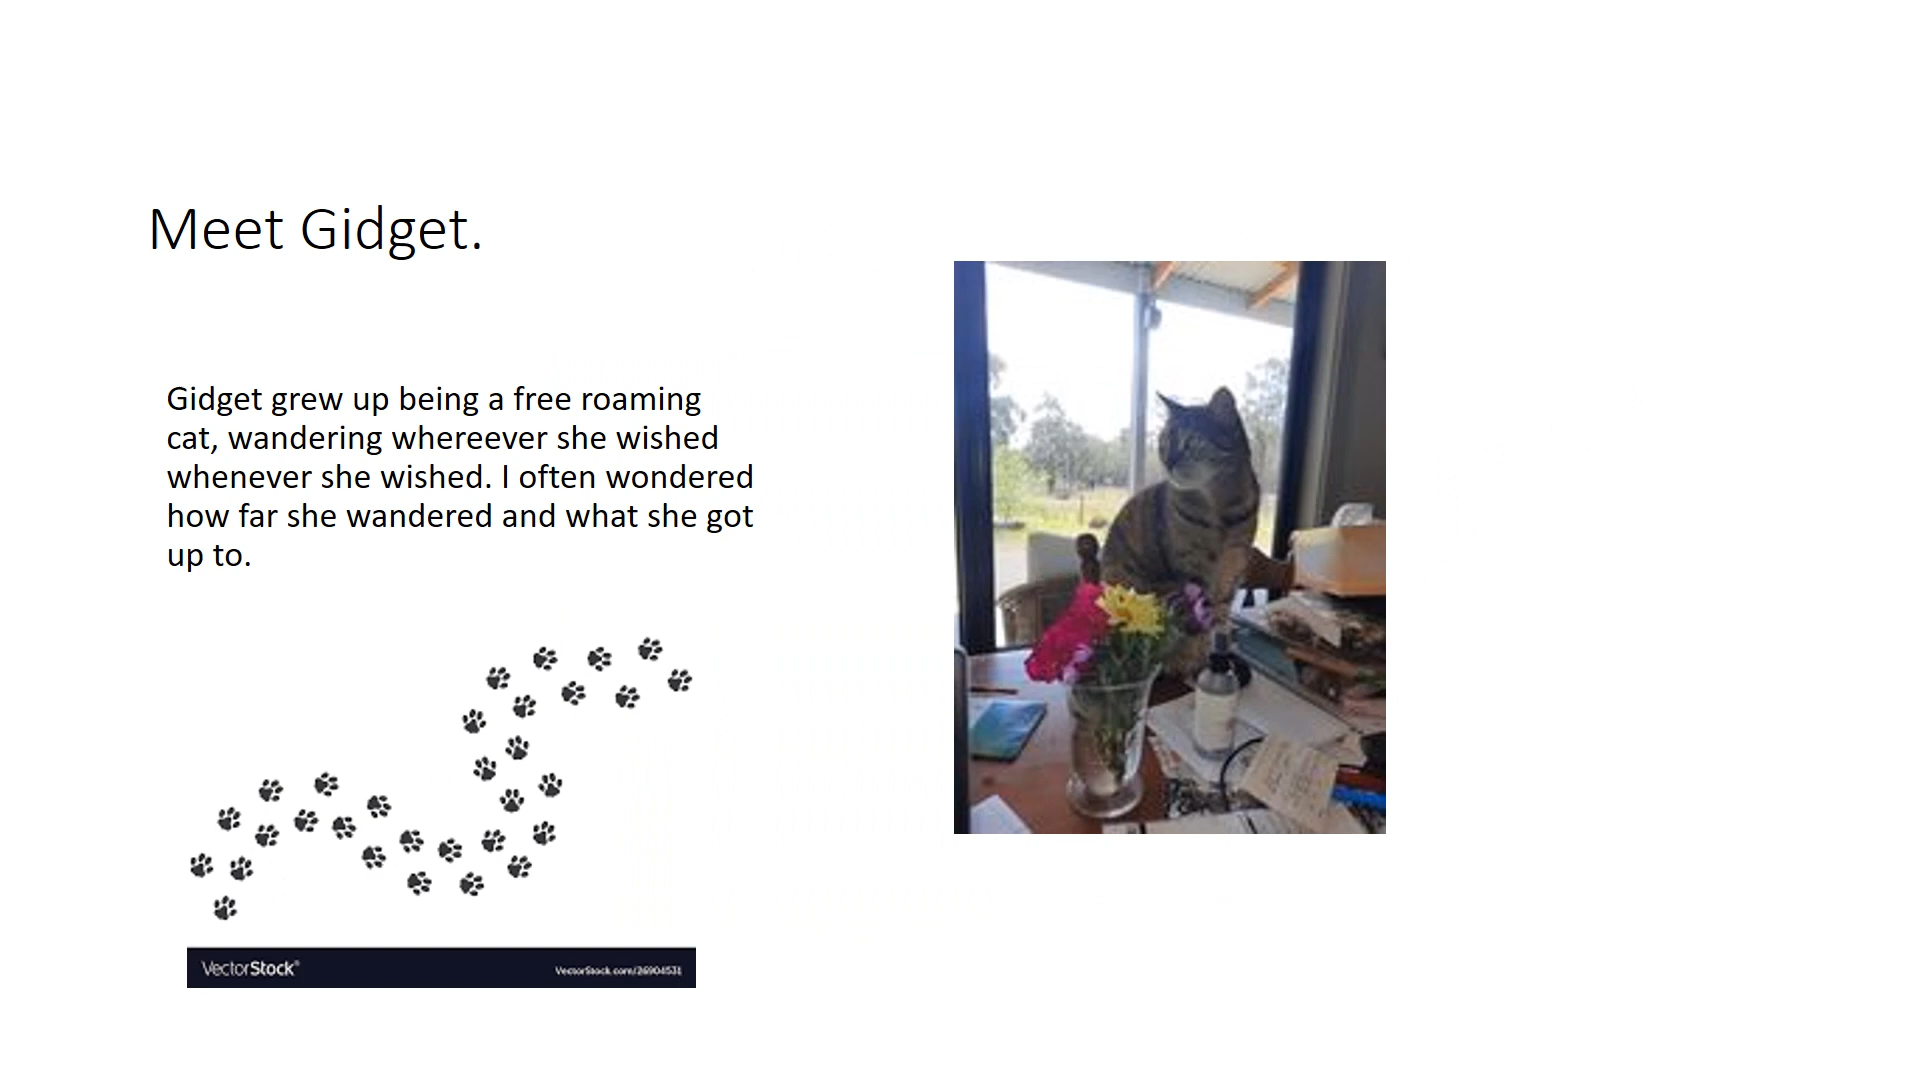 Meet Gidget.
Gidget grew up being a free roaming
cat, wandering whereever she wished
whenever she wished. I often wondered
how far she wandered and what she got
up to.
VectorStock®
VectorStock.com/26904531